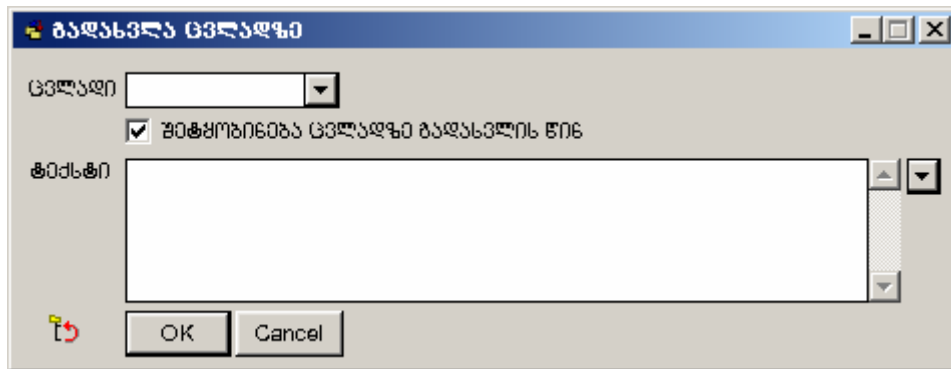 გადასვლა ცვლადზე
ცვლადი
შეტყობინება ცვლადზე გადასვლის წინ
ტექსტი
OK Cancel